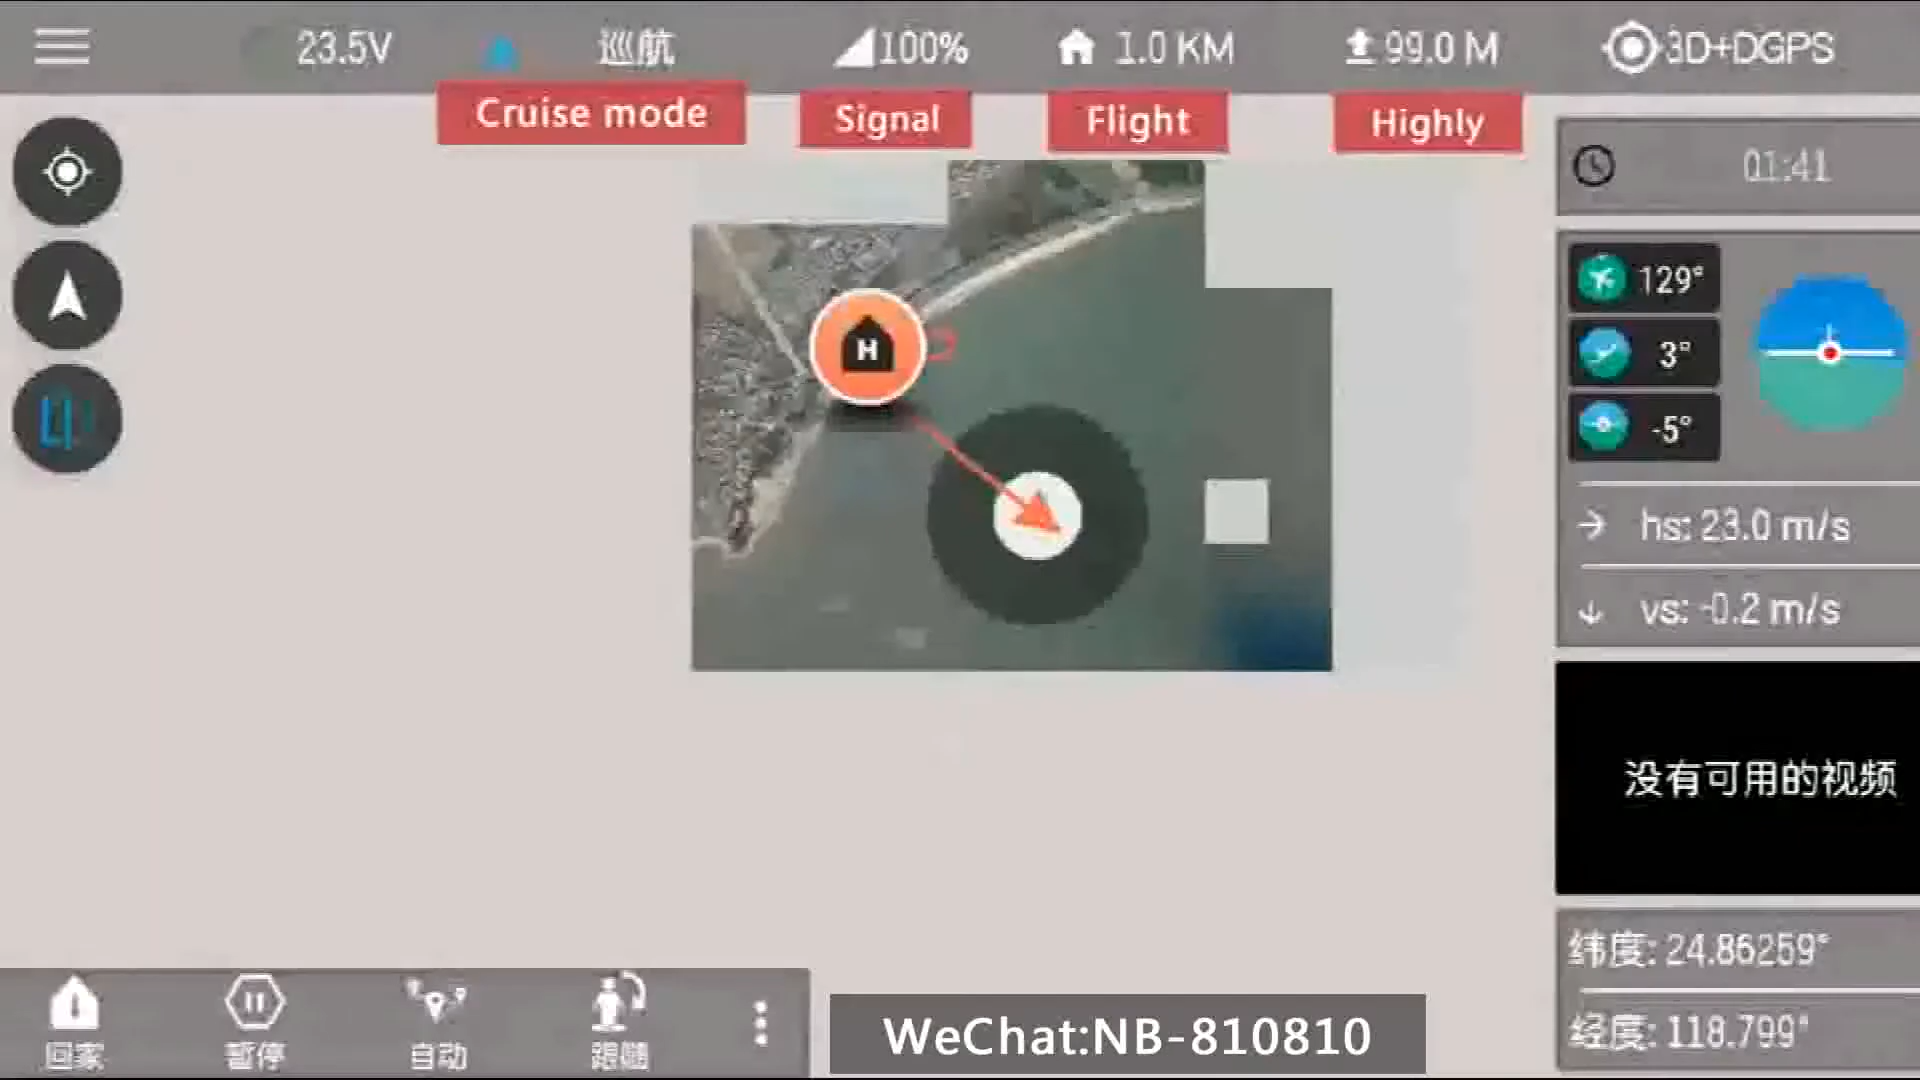 23.5V
巡航
100%
1.0 KM
99.0 M
3D+DGPS
Cruise mode
Signal
Flight
Highly
01:41
129°
3°
-5°
H
hs: 23.0 m/s
vs: -0.2 m/s
没有可用的视频
纬度: 24.86259°
经度: 118.799°
回家
暂停
自动
跟随
WeChat:NB-810810